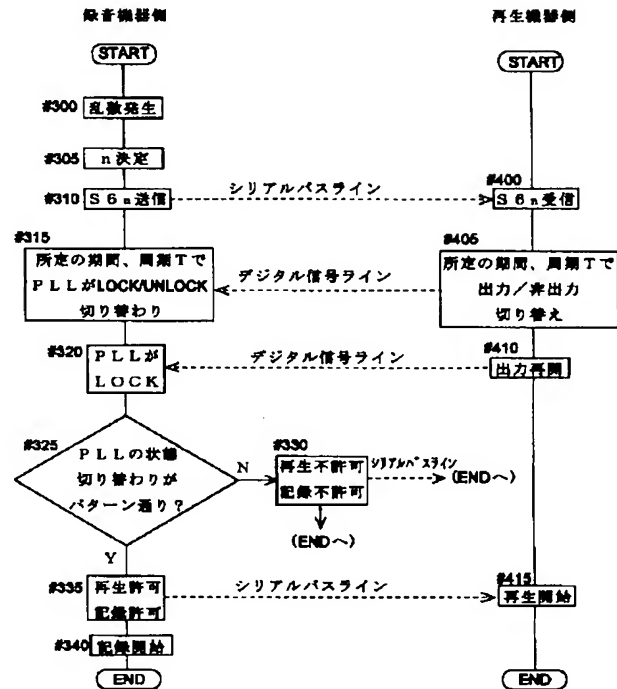 録音機器側
再生機器側
START
START
#300 乱数発生
#305 n決定
#310 S6n送信
シリアルバスライン
#400
S6n受信
#315
所定の期間、周期Tで
PLLがLOCK/UNLOCK
切り替わり
デジタル信号ライン
#405
所定の期間、周期Tで
出力/非出力
切り替え
#320
PLLが
LOCK
デジタル信号ライン
#410
出力再開
#325
PLLの状態
切り替わりが
パターン通り?
N
#330
再生不許可
記録不許可
シリアルバスライン
(ENDへ)
(ENDへ)
Y
#335
再生許可
記録許可
シリアルバスライン
#415
再生開始
#340 記録開始
END
END